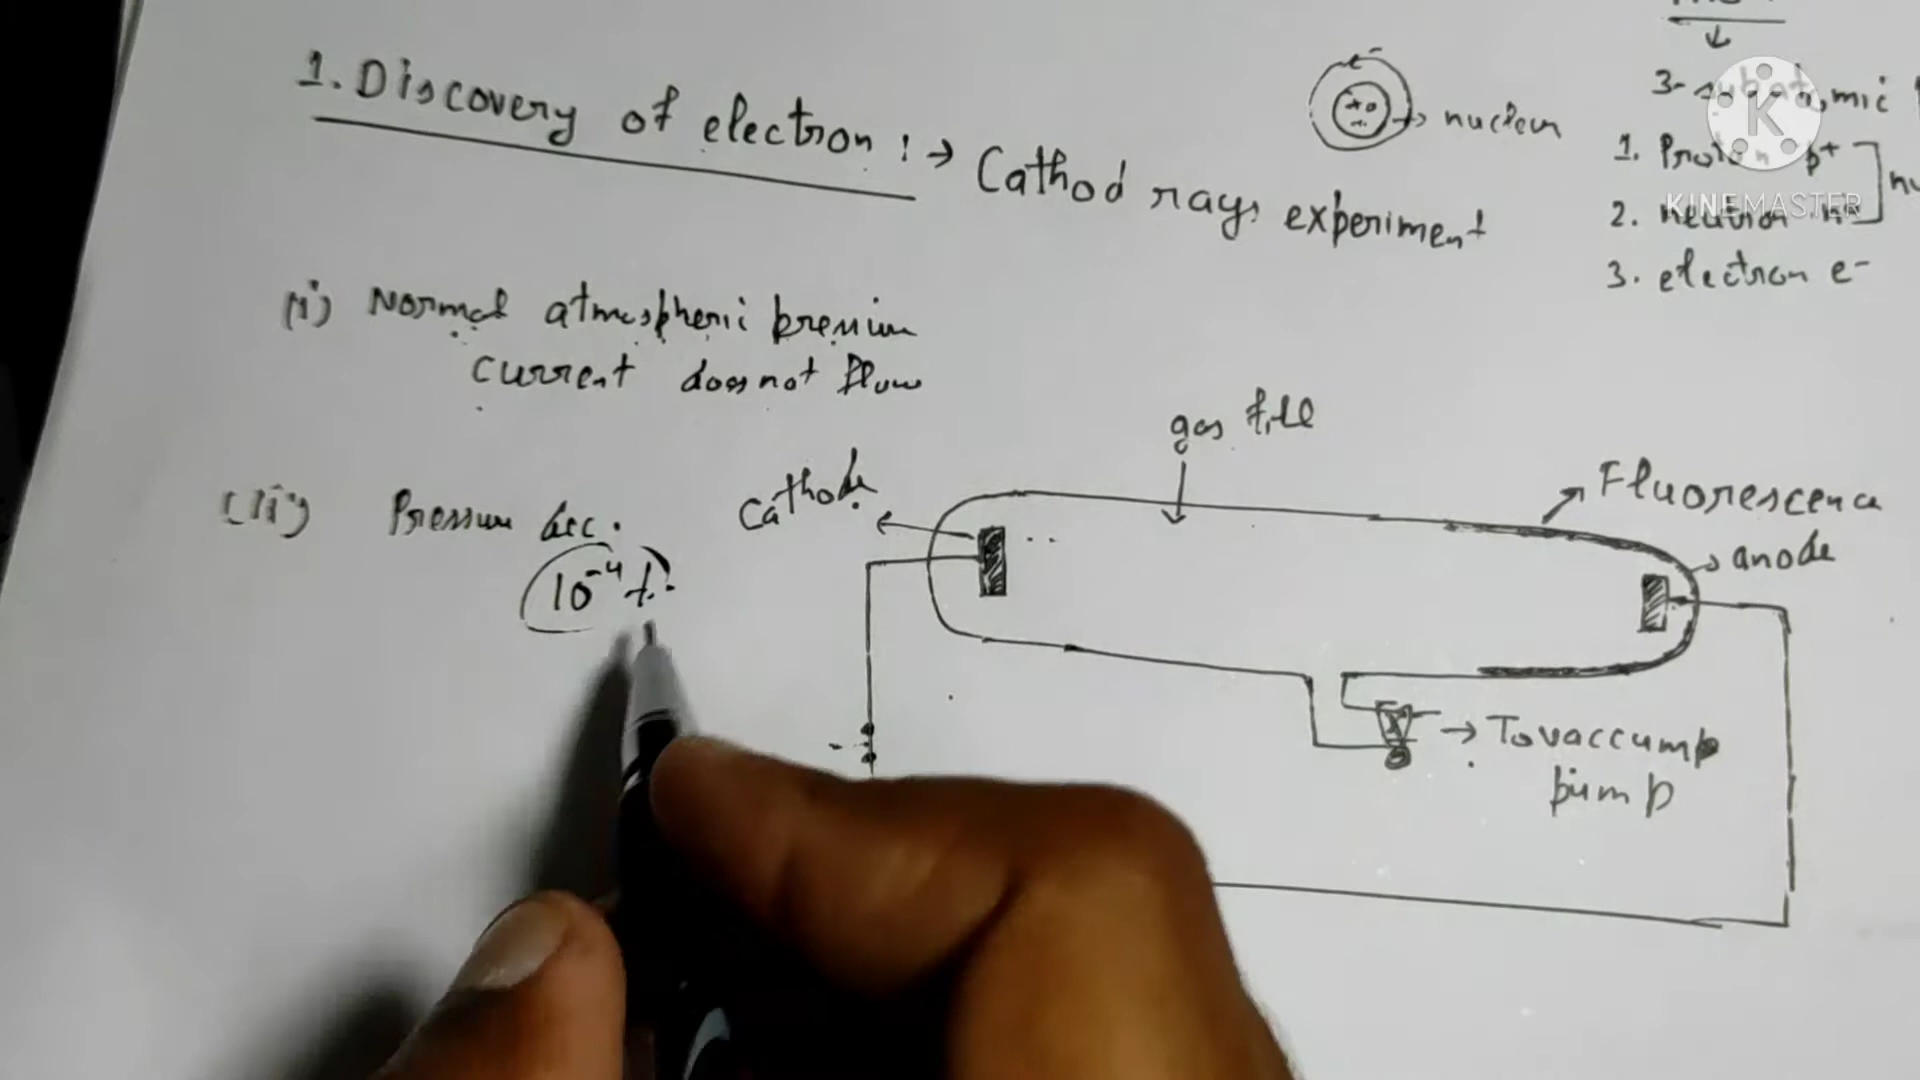 1. Discovery of electron :→ Cathod rays experiment
(i) Normal atmospheric pressure
current does not flow
(ii) Pressure dec.
10⁻⁴
Cathode
gas fill
Fluorescence
anode
→ To vaccump
pump
e⁻
3- subatomic
1. Proton p⁺
2. neutron n
3. electron e⁻
K
KINEMASTER